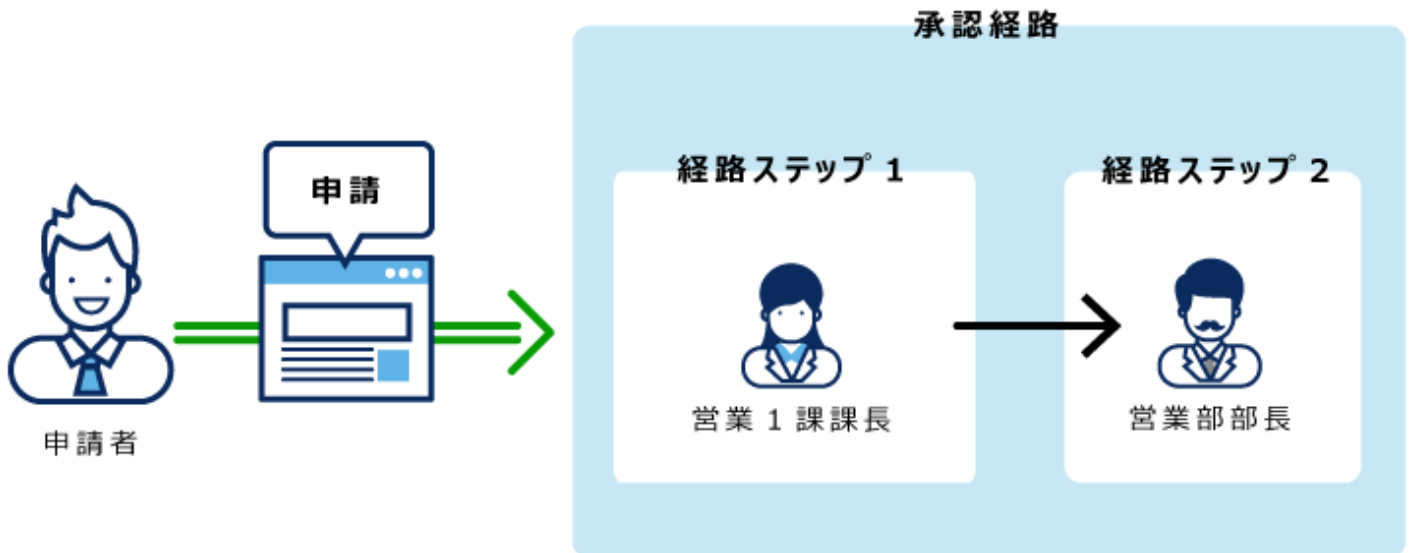 承認経路
経路ステップ 1
経路ステップ 2
申請
営業 1 課課長
営業部部長
申請者